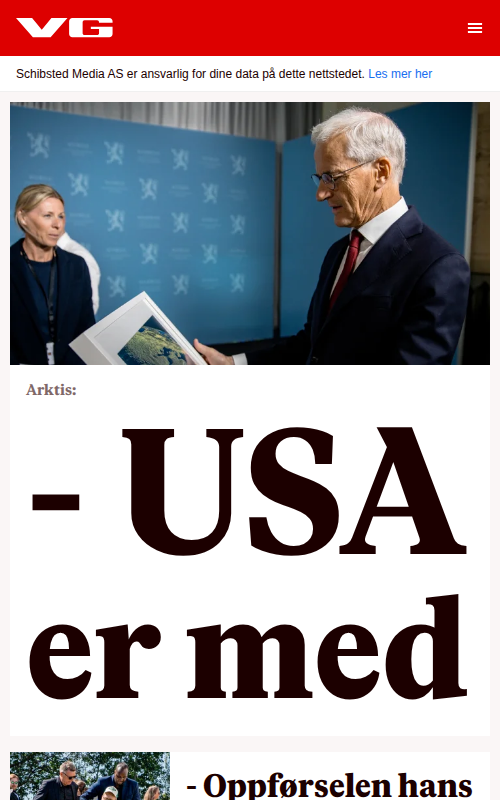 VG
Schibsted Media AS er ansvarlig for dine data på dette nettstedet. Les mer her
Arktis:
- USA
er med
- Oppførselen hans